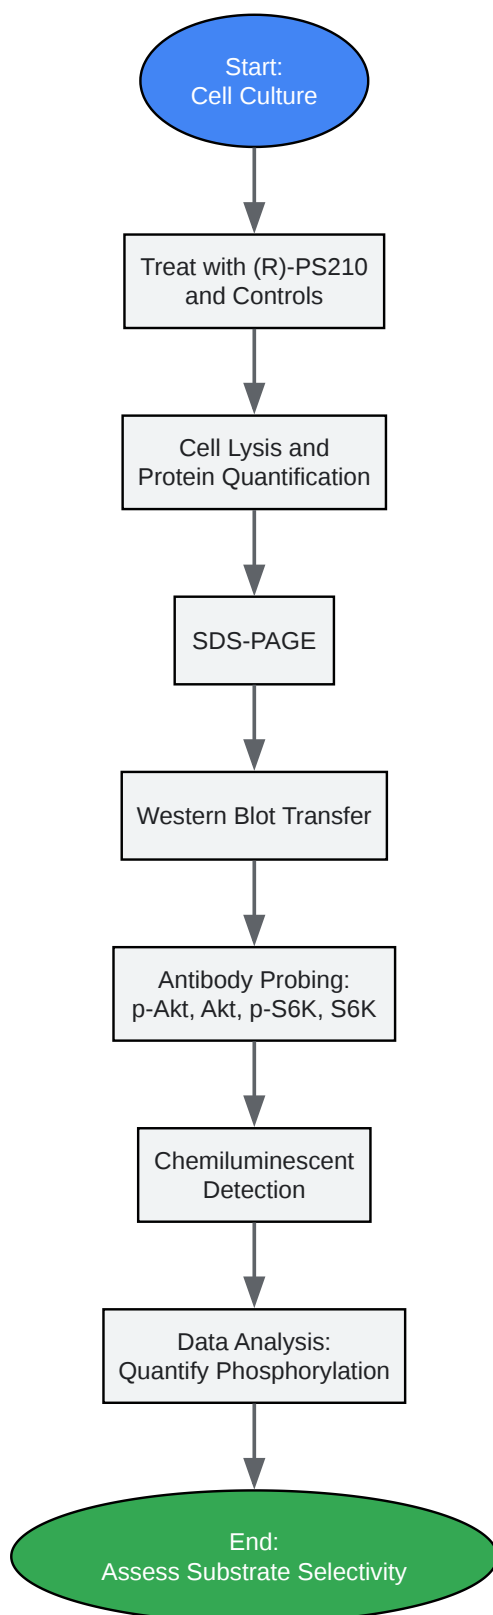 Start:
Cell Culture
Treat with (R)-PS210
and Controls
Cell Lysis and
Protein Quantification
SDS-PAGE
Western Blot Transfer
Antibody Probing:
p-Akt, Akt, p-S6K, S6K
Chemiluminescent
Detection
Data Analysis:
Quantify Phosphorylation
End:
Assess Substrate Selectivity